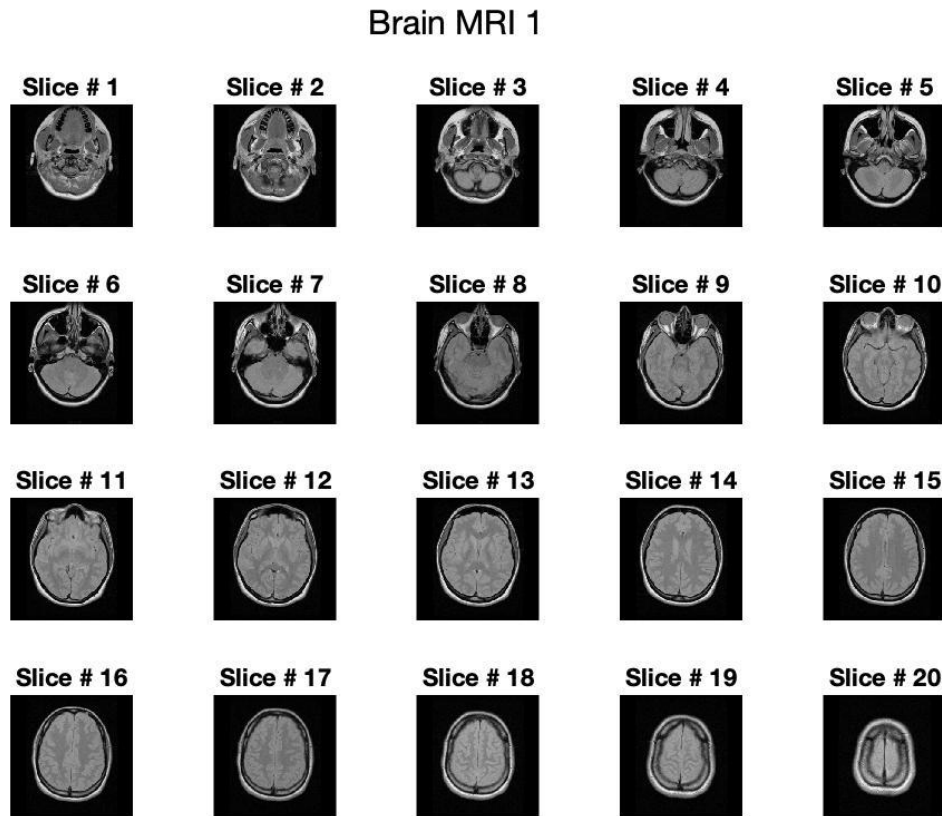 Brain MRI 1
Slice # 1 Slice # 2 Slice # 3 Slice # 4 Slice # 5
Slice # 6 Slice # 7 Slice # 8 Slice # 9 Slice # 10
Slice # 11 Slice # 12 Slice # 13 Slice # 14 Slice # 15
Slice # 16 Slice # 17 Slice # 18 Slice # 19 Slice # 20